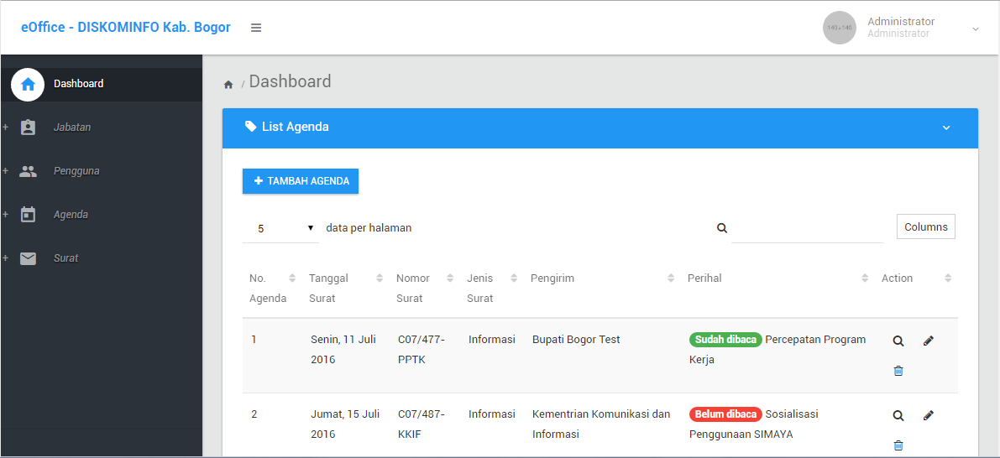 eOffice - DISKOMINFO Kab. Bogor
140x140
Administrator
Administrator
Dashboard
+ Jabatan
+ Pengguna
+ Agenda
+ Surat
/ Dashboard
List Agenda
+ TAMBAH AGENDA
5 data per halaman
Columns
No. Agenda
Tanggal Surat
Nomor Surat
Jenis Surat
Pengirim
Perihal
Action
1
Senin, 11 Juli
2016
C07/477-
PPTK
Informasi
Bupati Bogor Test
Sudah dibaca Percepatan Program
Kerja
2
Jumat, 15 Juli
2016
C07/487-
KKIF
Informasi
Kementrian Komunikasi dan
Informasi
Belum dibaca Sosialisasi
Penggunaan SIMAYA